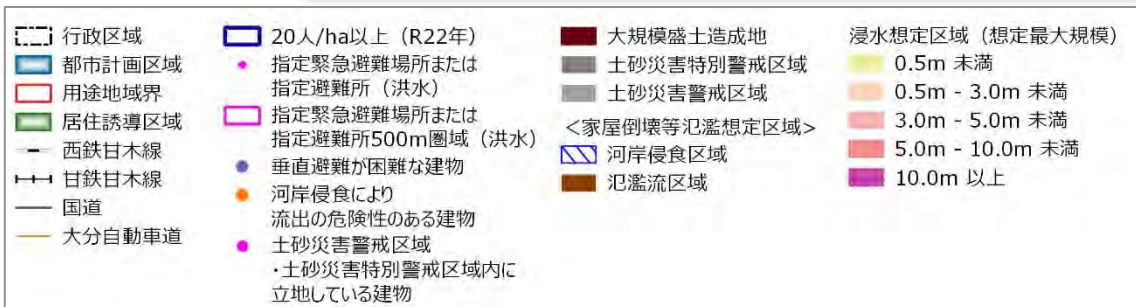 行政区域
都市計画区域
用途地域界
居住誘導区域
西鉄甘木線
甘鉄甘木線
国道
大分自動車道
20人/ha以上（R22年）
指定緊急避難場所または
指定避難所（洪水）
指定緊急避難場所または
指定避難所500m圏域（洪水）
垂直避難が困難な建物
河岸侵食により
流出の危険性のある建物
土砂災害警戒区域
・土砂災害特別警戒区域内に
立地している建物
大規模盛土造成地
土砂災害特別警戒区域
土砂災害警戒区域
＜家屋倒壊等氾濫想定区域＞
河岸侵食区域
氾濫流区域
浸水想定区域（想定最大規模）
0.5m 未満
0.5m - 3.0m 未満
3.0m - 5.0m 未満
5.0m - 10.0m 未満
10.0m 以上